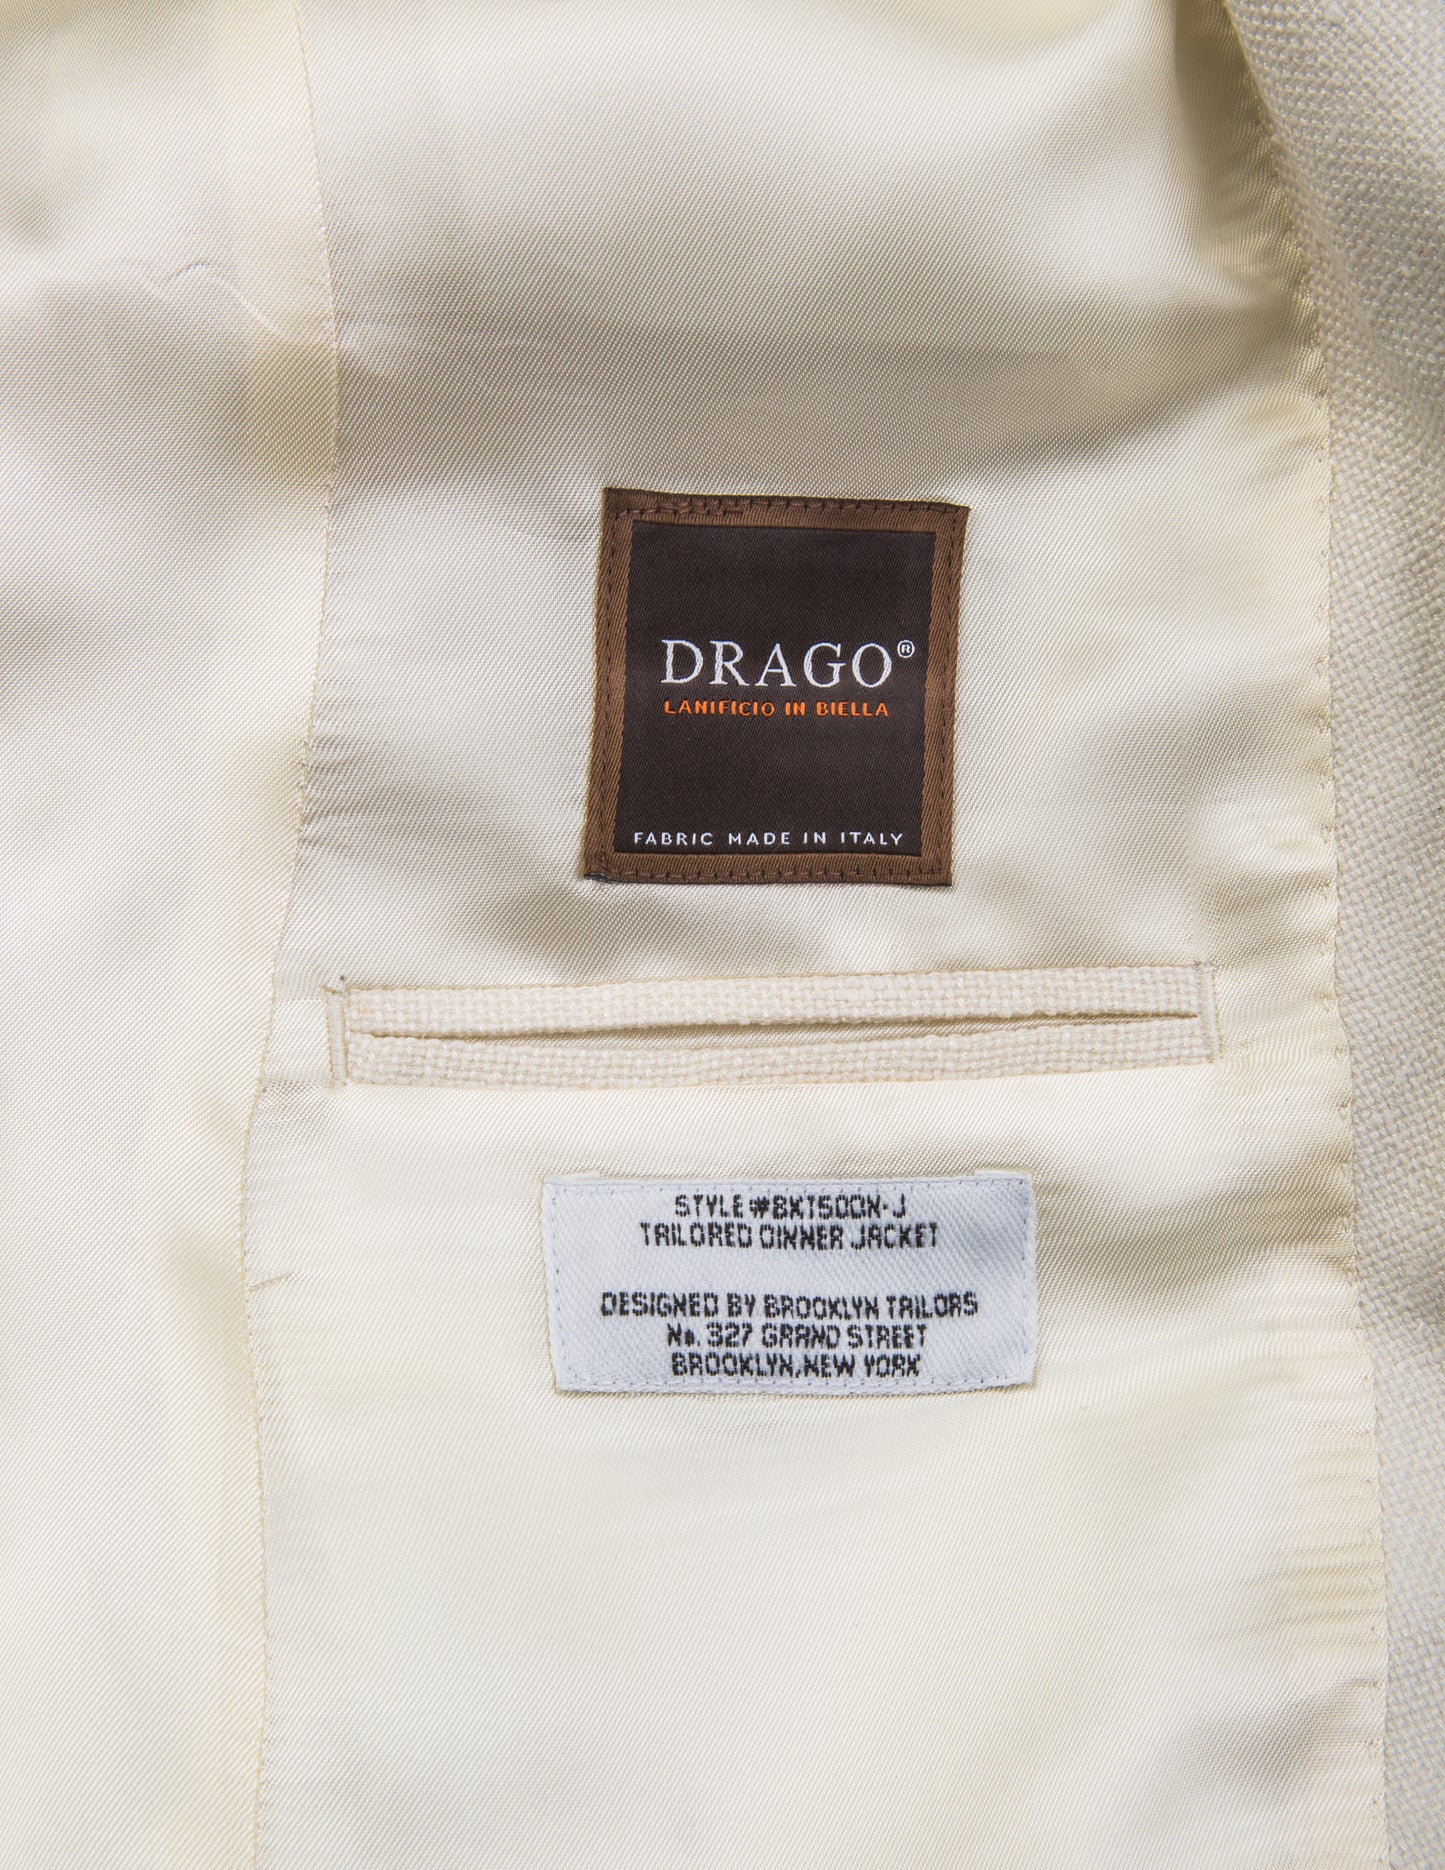 DRAGO®
LANIFICIO IN BIELLA
FABRIC MADE IN ITALY
STYLE #BXT500N-J
TAILORED DINNER JACKET
DESIGNED BY BROOKLYN TAILORS
No. 327 GRAND STREET
BROOKLYN, NEW YORK